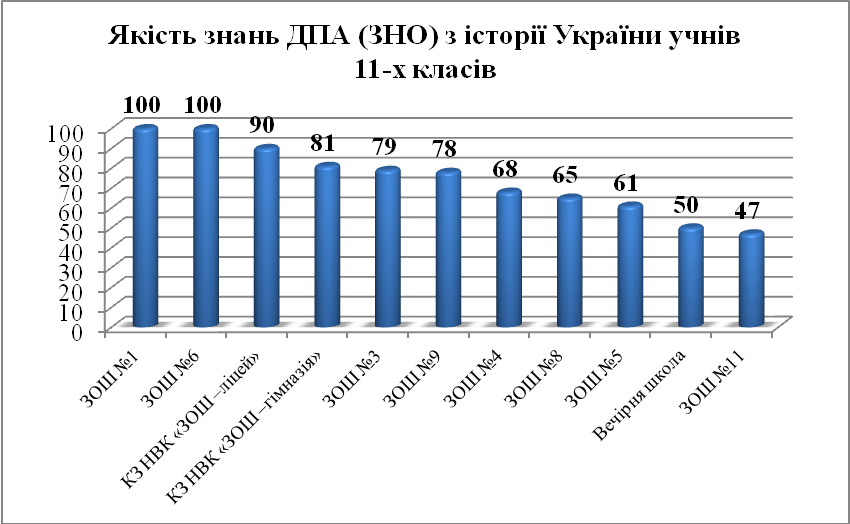 Якість знань ДПА (ЗНО) з історії України учнів
11-х класів
100
100
90
81
79
78
68
65
61
50
47
100
90
80
70
60
50
40
30
20
10
0
ЗОШ №1
ЗОШ №6
КЗ НВК «ЗОШ –ліцей»
КЗ НВК «ЗОШ –гімназія»
ЗОШ №3
ЗОШ №9
ЗОШ №4
ЗОШ №8
ЗОШ №5
Вечірня школа
ЗОШ №11